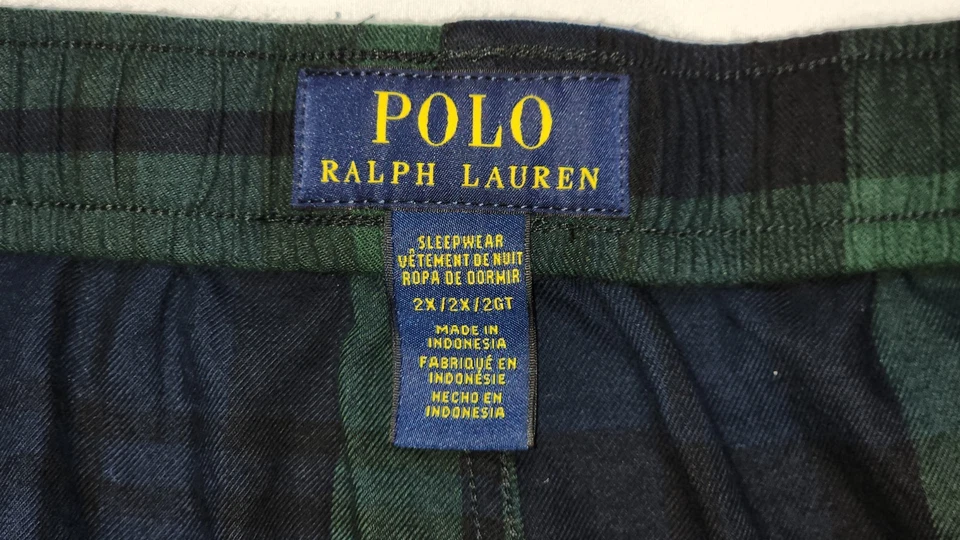 POLO
RALPH LAUREN
SLEEPWEAR
VÊTEMENT DE NUIT
ROPA DE DORMIR
2X/2X/2GT
MADE IN
INDONESIA
FABRIQUÉ EN
INDONÉSIE
HECHO EN
INDONESIA